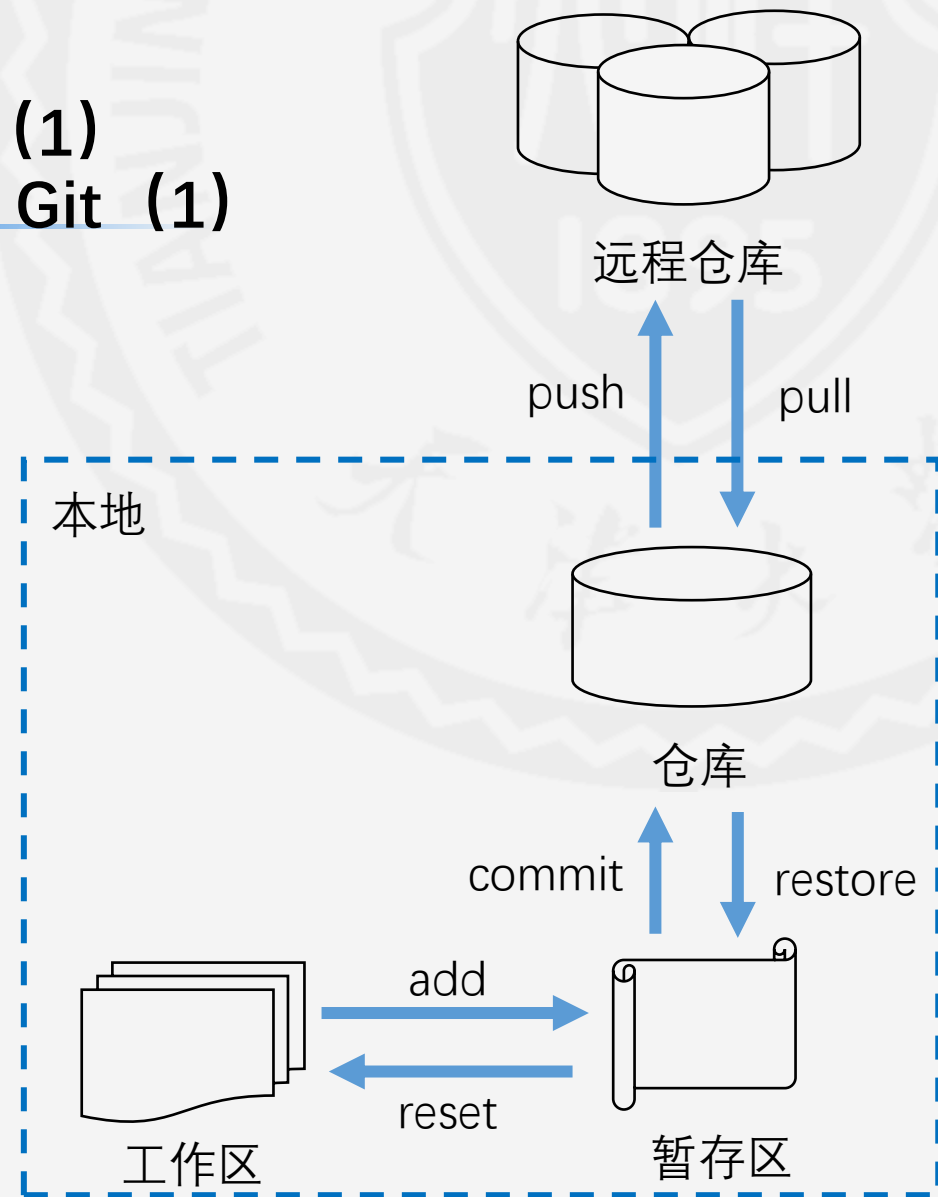 (1)
Git (1)
远程仓库
push
pull
本地
仓库
commit
restore
add
reset
工作区
暂存区
1895